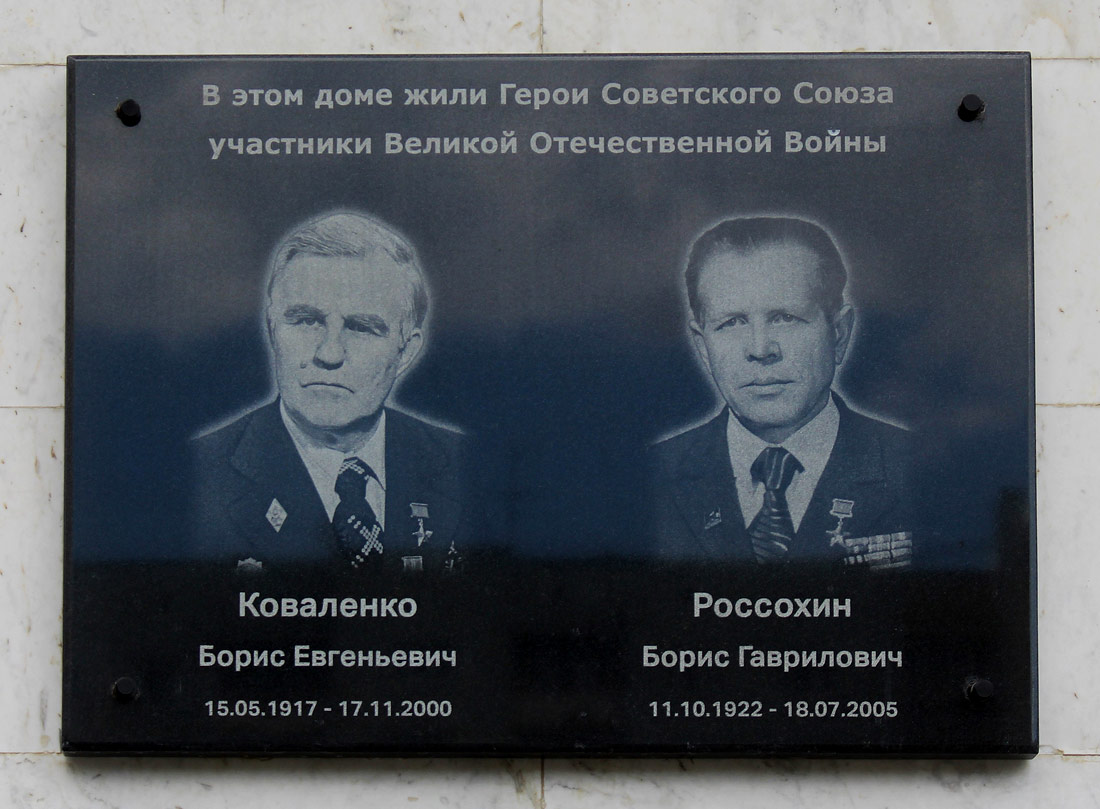 В этом доме жили Герои Советского Союза
участники Великой Отечественной Войны
Коваленко
Борис Евгеньевич
15.05.1917 - 17.11.2000
Россохин
Борис Гаврилович
11.10.1922 - 18.07.2005